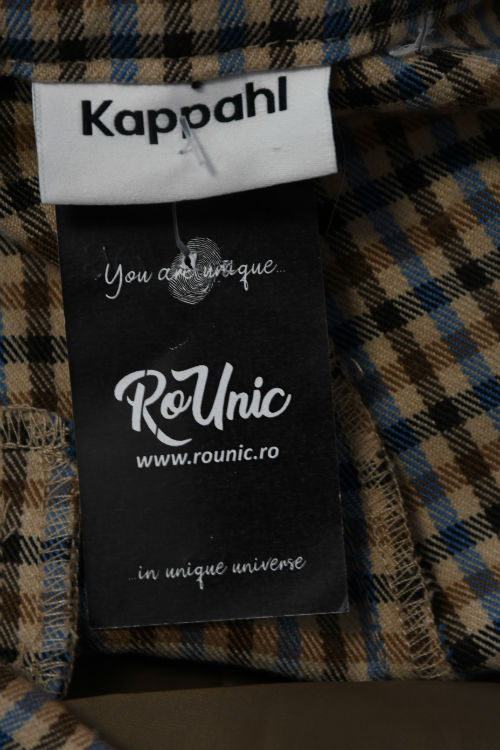 Kappahl
You are unique...
RoUnic
www.rounic.ro
...in unique universe